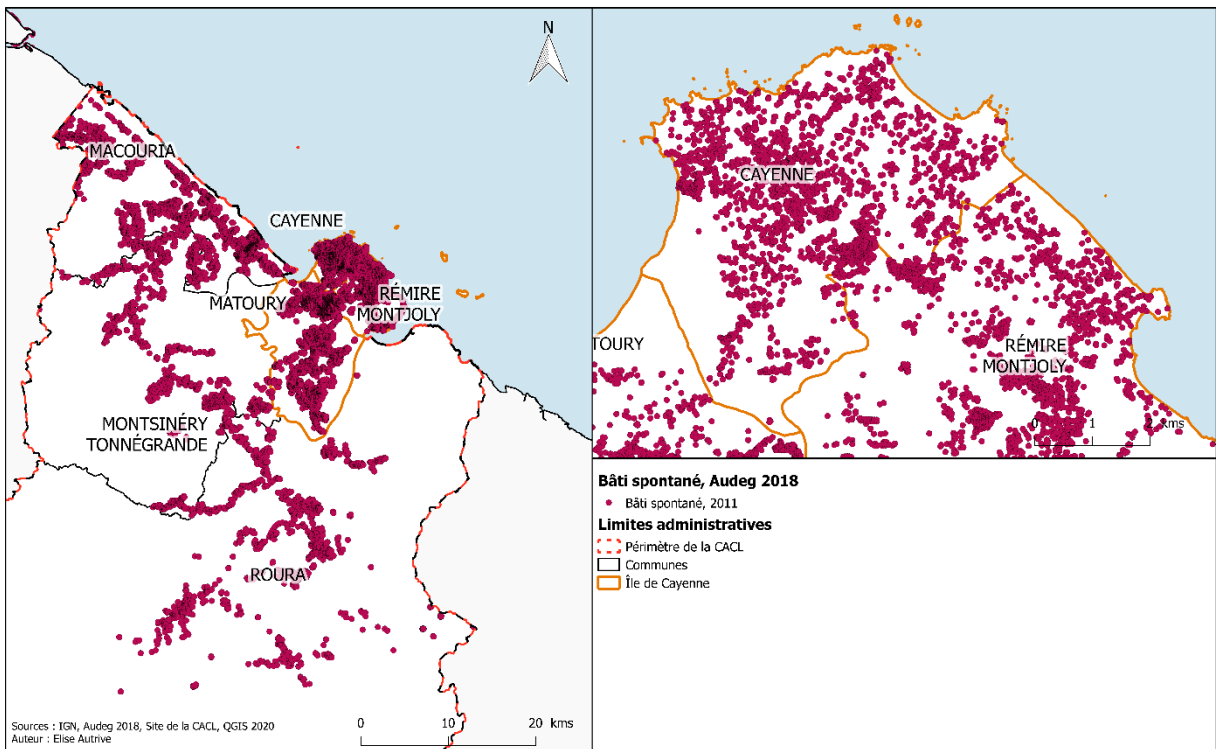 N
MACOURIA
CAYENNE
MATOURY
RÉMIRE
MONTJOLY
MONTSINÉRY
TONNÉGRANDE
ROURA
Sources : IGN, Audeg 2018, Site de la CACL, QGIS 2020
Auteur : Elise Autrive
0 10 20 kms
CAYENNE
TOURY
RÉMIRE
MONTJOLY
0 1 2 kms
Bâti spontané, Audeg 2018
Bâti spontané, 2011
Limites administratives
Périmètre de la CACL
Communes
Île de Cayenne